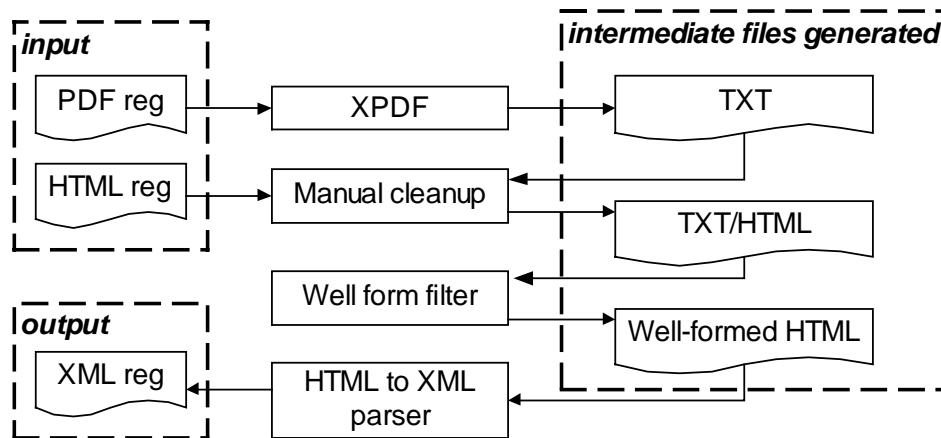 input
intermediate files generated
PDF reg
XPDF
TXT
HTML reg
Manual cleanup
TXT/HTML
Well form filter
output
Well-formed HTML
XML reg
HTML to XML
parser